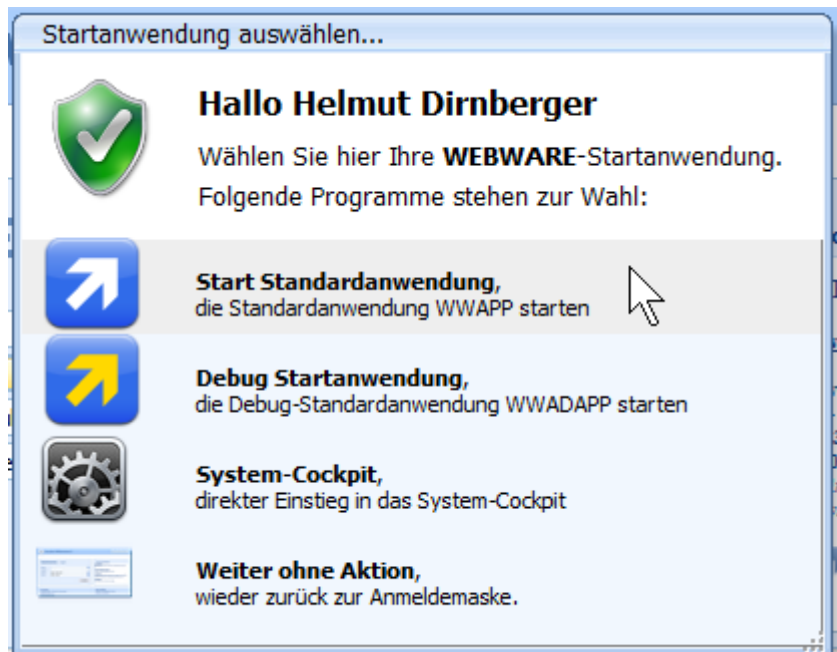 Startanwendung auswählen...
Hallo Helmut Dirnberger
Wählen Sie hier Ihre WEBWARE-Startanwendung.
Folgende Programme stehen zur Wahl:
Start Standardanwendung,
die Standardanwendung WWAPP starten
Debug Startanwendung,
die Debug-Standardanwendung WWADAPP starten
System-Cockpit,
direkter Einstieg in das System-Cockpit
Weiter ohne Aktion,
wieder zurück zur Anmeldemaske.